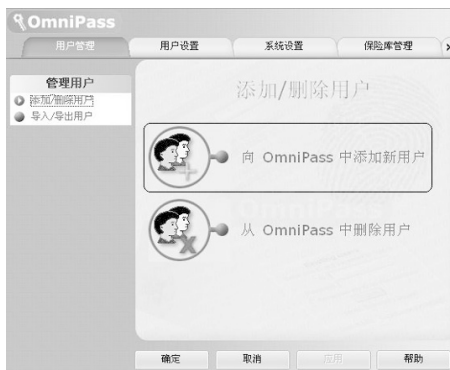 OmniPass
用户管理 用户设置 系统设置 保险库管理
管理用户
添加/删除用户
导入/导出用户
添加/删除用户
向 OmniPass 中添加新用户
从 OmniPass 中删除用户
确定 取消 应用 帮助